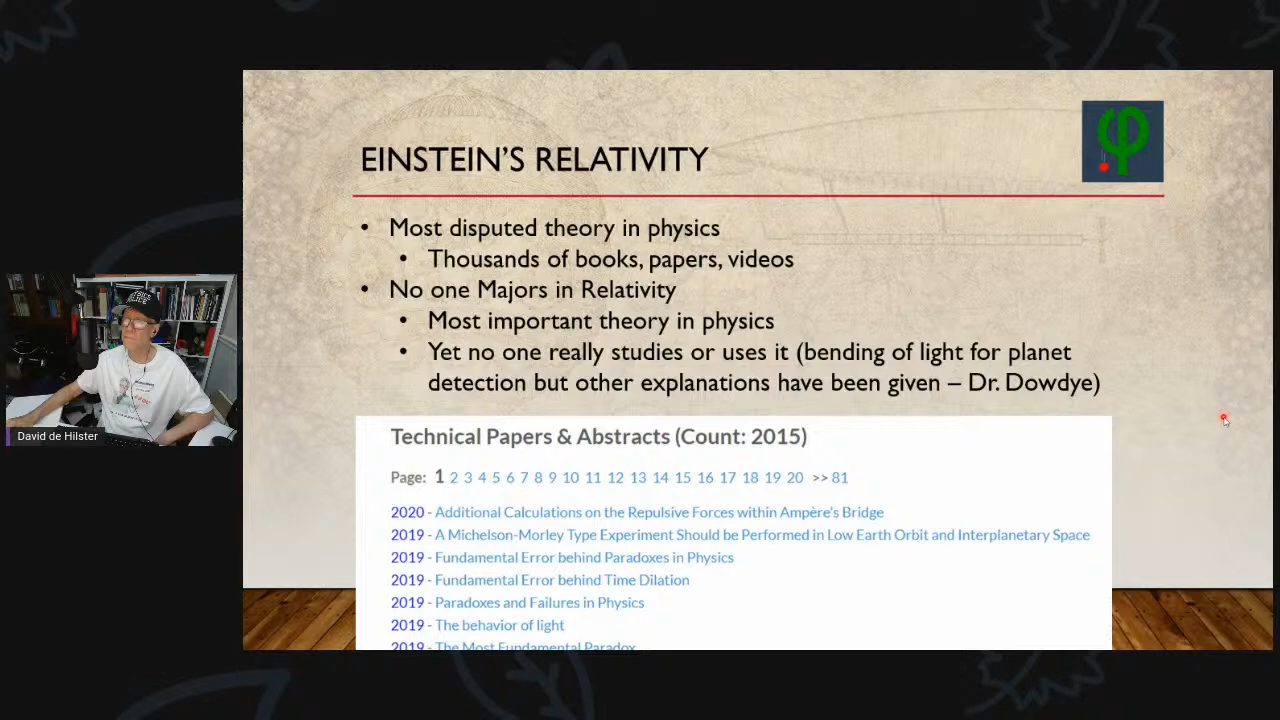 EINSTEIN'S RELATIVITY
• Most disputed theory in physics
• Thousands of books, papers, videos
• No one Majors in Relativity
• Most important theory in physics
• Yet no one really studies or uses it (bending of light for planet
detection but other explanations have been given – Dr. Dowdye)
Technical Papers & Abstracts (Count: 2015)
Page: 1 2 3 4 5 6 7 8 9 10 11 12 13 14 15 16 17 18 19 20 >> 81
2020 - Additional Calculations on the Repulsive Forces within Ampère's Bridge
2019 - A Michelson-Morley Type Experiment Should be Performed in Low Earth Orbit and Interplanetary Space
2019 - Fundamental Error behind Paradoxes in Physics
2019 - Fundamental Error behind Time Dilation
2019 - Paradoxes and Failures in Physics
2019 - The behavior of light
2019 - The Most Fundamental Paradox
David de Hilster